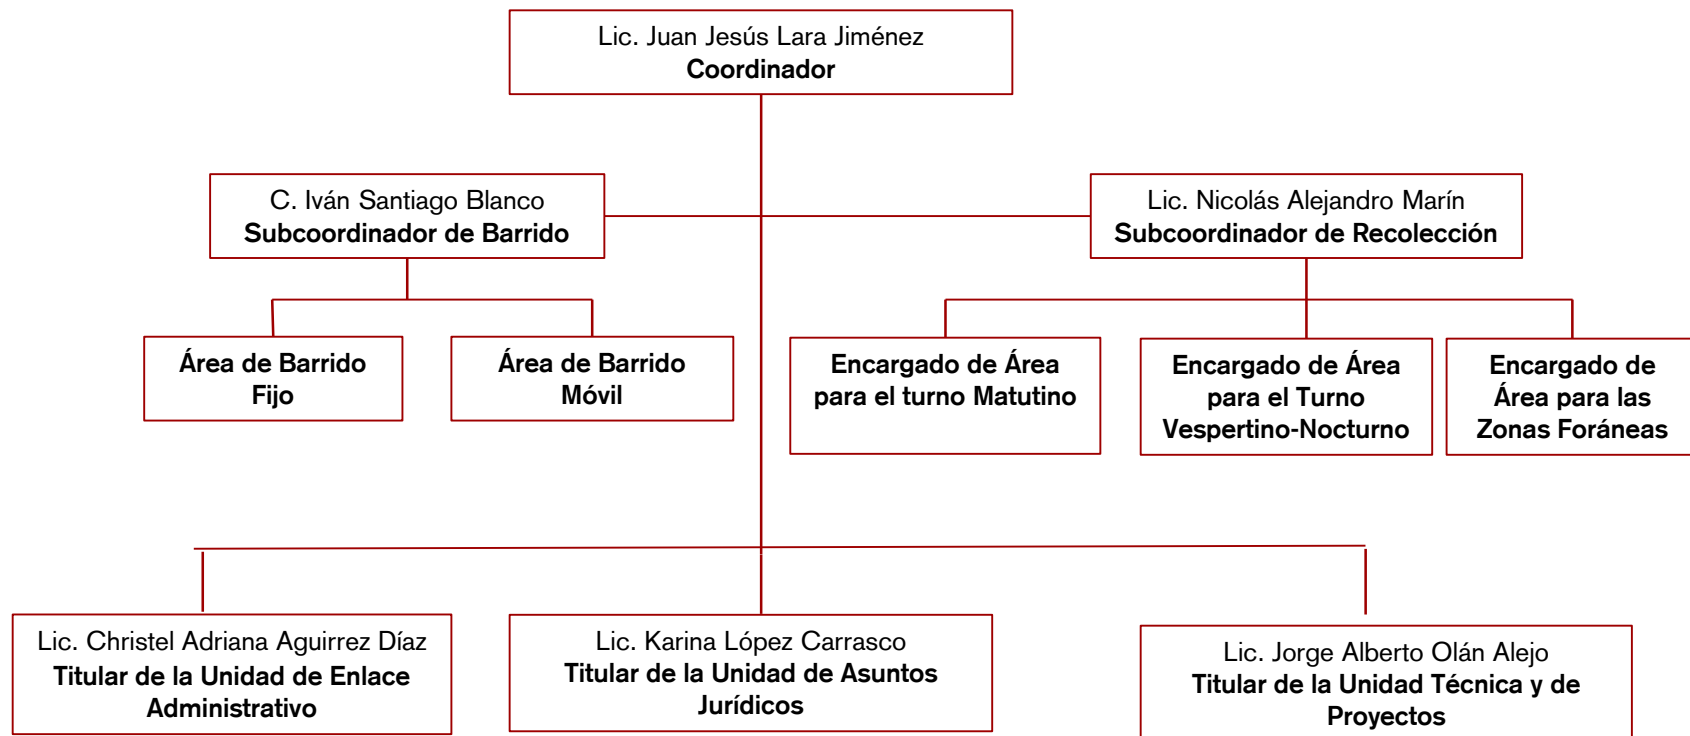 Lic. Juan Jesús Lara Jiménez
Coordinador
C. Iván Santiago Blanco
Subcoordinador de Barrido
Lic. Nicolás Alejandro Marín
Subcoordinador de Recolección
Área de Barrido
Fijo
Área de Barrido
Móvil
Encargado de Área
para el turno Matutino
Encargado de Área
para el Turno
Vespertino-Nocturno
Encargado de
Área para las
Zonas Foráneas
Lic. Christel Adriana Aguirrez Díaz
Titular de la Unidad de Enlace
Administrativo
Lic. Karina López Carrasco
Titular de la Unidad de Asuntos
Jurídicos
Lic. Jorge Alberto Olán Alejo
Titular de la Unidad Técnica y de
Proyectos